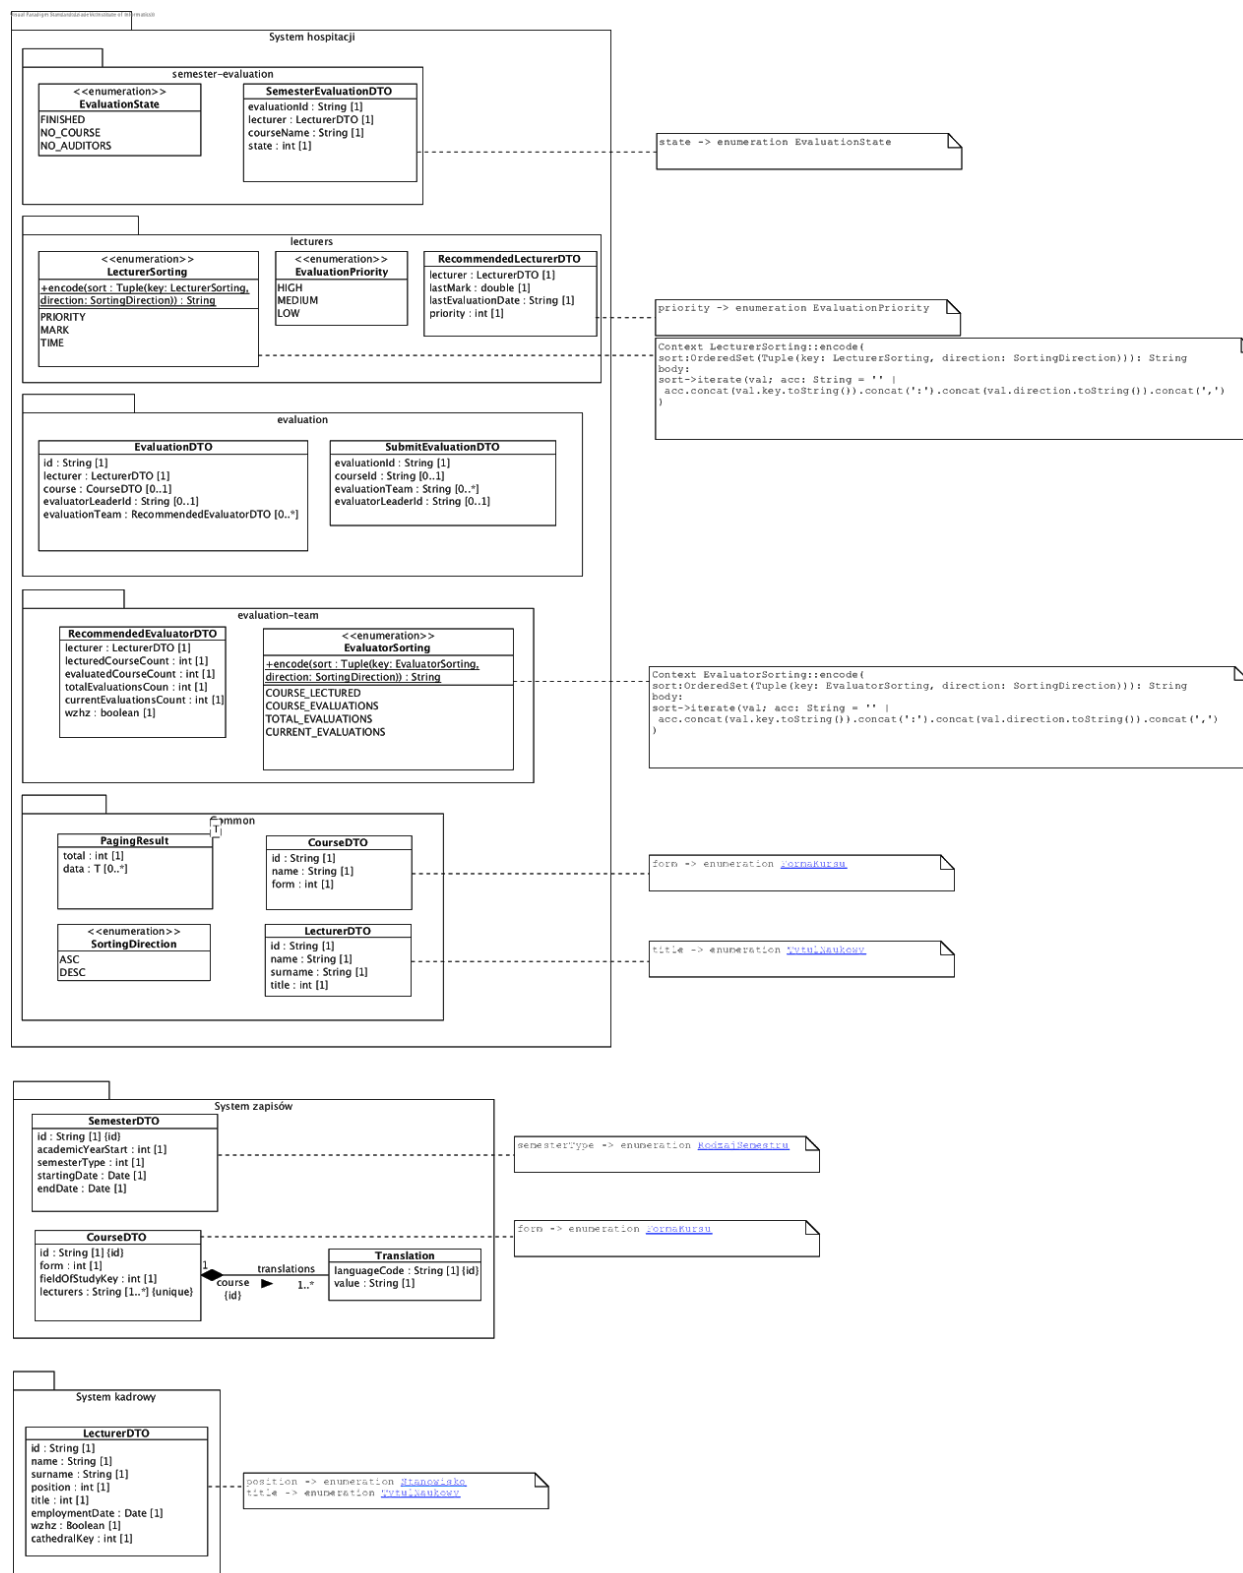 Visual Paradigm Standard
System hospitacji
semester-evaluation
<<enumeration>>
EvaluationState
FINISHED
NO_COURSE
NO_AUDITORS
SemesterEvaluationDTO
evaluationId : String [1]
lecturer : LecturerDTO [1]
courseName : String [1]
state : int [1]
state -> enumeration EvaluationState
lecturers
<<enumeration>>
LecturerSorting
+encode(sort : Tuple(key: LecturerSorting,
direction: SortingDirection)) : String
PRIORITY
MARK
TIME
<<enumeration>>
EvaluationPriority
HIGH
MEDIUM
LOW
RecommendedLecturerDTO
lecturer : LecturerDTO [1]
lastMark : double [1]
lastEvaluationDate : String [1]
priority : int [1]
priority -> enumeration EvaluationPriority
Context LecturerSorting::encode(
sort:OrderedSet(Tuple(key: LecturerSorting, direction: SortingDirection))): String
body:
sort->iterate(val; acc: String = '' |
acc.concat(val.key.toString()).concat(':').concat(val.direction.toString()).concat(',')
)
evaluation
EvaluationDTO
id : String [1]
lecturer : LecturerDTO [1]
course : CourseDTO [0..1]
evaluatorLeaderId : String [0..1]
evaluationTeam : RecommendedEvaluatorDTO [0..*]
SubmitEvaluationDTO
evaluationId : String [1]
courseId : String [0..1]
evaluationTeam : String [0..*]
evaluatorLeaderId : String [0..1]
evaluation-team
RecommendedEvaluatorDTO
lecturer : LecturerDTO [1]
lecturedCourseCount : int [1]
evaluatedCourseCount : int [1]
totalEvaluationsCoun : int [1]
currentEvaluationsCount : int [1]
wzhz : boolean [1]
<<enumeration>>
EvaluatorSorting
+encode(sort : Tuple(key: EvaluatorSorting,
direction: SortingDirection)) : String
COURSE_LECTURED
COURSE_EVALUATIONS
TOTAL_EVALUATIONS
CURRENT_EVALUATIONS
Context EvaluatorSorting::encode(
sort:OrderedSet(Tuple(key: EvaluatorSorting, direction: SortingDirection))): String
body:
sort->iterate(val; acc: String = '' |
acc.concat(val.key.toString()).concat(':').concat(val.direction.toString()).concat(',')
)
Common
T
PagingResult
total : int [1]
data : T [0..*]
CourseDTO
id : String [1]
name : String [1]
form : int [1]
form -> enumeration FormaKursu
<<enumeration>>
SortingDirection
ASC
DESC
LecturerDTO
id : String [1]
name : String [1]
surname : String [1]
title : int [1]
title -> enumeration TytulNaukowy
System zapisów
SemesterDTO
id : String [1] {id}
academicYearStart : int [1]
semesterType : int [1]
startingDate : Date [1]
endDate : Date [1]
semesterType -> enumeration RodzajSemestru
form -> enumeration FormaKursu
CourseDTO
id : String [1] {id}
form : int [1]
fieldOfStudyKey : int [1]
lecturers : String [1..*] {unique}
1
course
{id}
translations
1..*
Translation
languageCode : String [1] {id}
value : String [1]
System kadrowy
LecturerDTO
id : String [1]
name : String [1]
surname : String [1]
position : int [1]
title : int [1]
employmentDate : Date [1]
wzhz : Boolean [1]
cathedralKey : int [1]
position -> enumeration Stanowisko
title -> enumeration TytulNaukowy